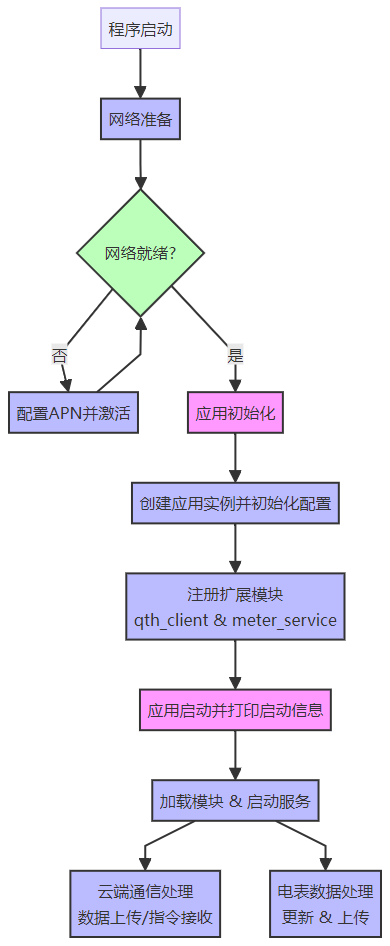 程序启动
网络准备
网络就绪?
否
是
配置APN并激活
应用初始化
创建应用实例并初始化配置
注册扩展模块
qth_client & meter_service
应用启动并打印启动信息
加载模块 & 启动服务
云端通信处理
数据上传/指令接收
电表数据处理
更新 & 上传